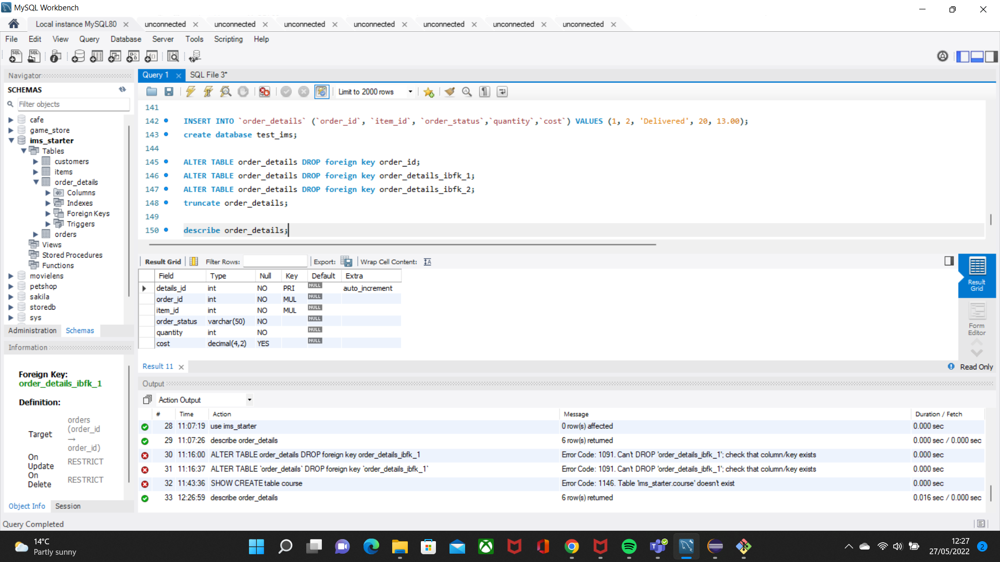 MySQL Workbench
Local instance MySQL80
unconnected
unconnected
unconnected
unconnected
unconnected
unconnected
unconnected
File Edit View Query Database Server Tools Scripting Help
Navigator
SCHEMAS
Filter objects
cafe
game_store
ims_starter
Tables
customers
items
order_details
Columns
Indexes
Foreign Keys
Triggers
orders
Views
Stored Procedures
Functions
movielens
petshop
sakila
storedb
sys
Administration Schemas
Information
Foreign Key:
order_details_ibfk_1
Definition:
Target orders
(order_id
→
order_id)
On
Update RESTRICT
On
Delete RESTRICT
Object Info Session
Query 1 SQL File 3*
Limit to 2000 rows
141
142 INSERT INTO `order_details` (`order_id`, `item_id`, `order_status`,`quantity`,`cost`) VALUES (1, 2, 'Delivered', 20, 13.00);
143 create database test_ims;
144
145 ALTER TABLE order_details DROP foreign key order_id;
146 ALTER TABLE order_details DROP foreign key order_details_ibfk_1;
147 ALTER TABLE order_details DROP foreign key order_details_ibfk_2;
148 truncate order_details;
149
150 describe order_details;
Result Grid Filter Rows: Export: Wrap Cell Content:
Field Type Null Key Default Extra
details_id int NO PRI NULL auto_increment
order_id int NO MUL NULL
item_id int NO MUL NULL
order_status varchar(50) NO NULL
quantity int NO NULL
cost decimal(4,2) YES NULL
Result
Grid
Form
Editor
Result 11
Read Only
Output
Action Output
# Time Action Message Duration / Fetch
28 11:07:19 use ims_starter 0 row(s) affected 0.000 sec
29 11:07:26 describe order_details 6 row(s) returned 0.000 sec / 0.000 sec
30 11:16:00 ALTER TABLE order_details DROP foreign key order_details_ibfk_1 Error Code: 1091. Can't DROP 'order_details_ibfk_1'; check that column/key exists 0.000 sec
31 11:16:37 ALTER TABLE `order_details` DROP foreign key `order_details_ibfk_1` Error Code: 1091. Can't DROP 'order_details_ibfk_1'; check that column/key exists 0.000 sec
32 11:43:36 SHOW CREATE table course Error Code: 1146. Table 'ims_starter.course' doesn't exist 0.000 sec
33 12:26:59 describe order_details 6 row(s) returned 0.016 sec / 0.000 sec
Query Completed
14°C
Partly sunny
12:27
27/05/2022
2